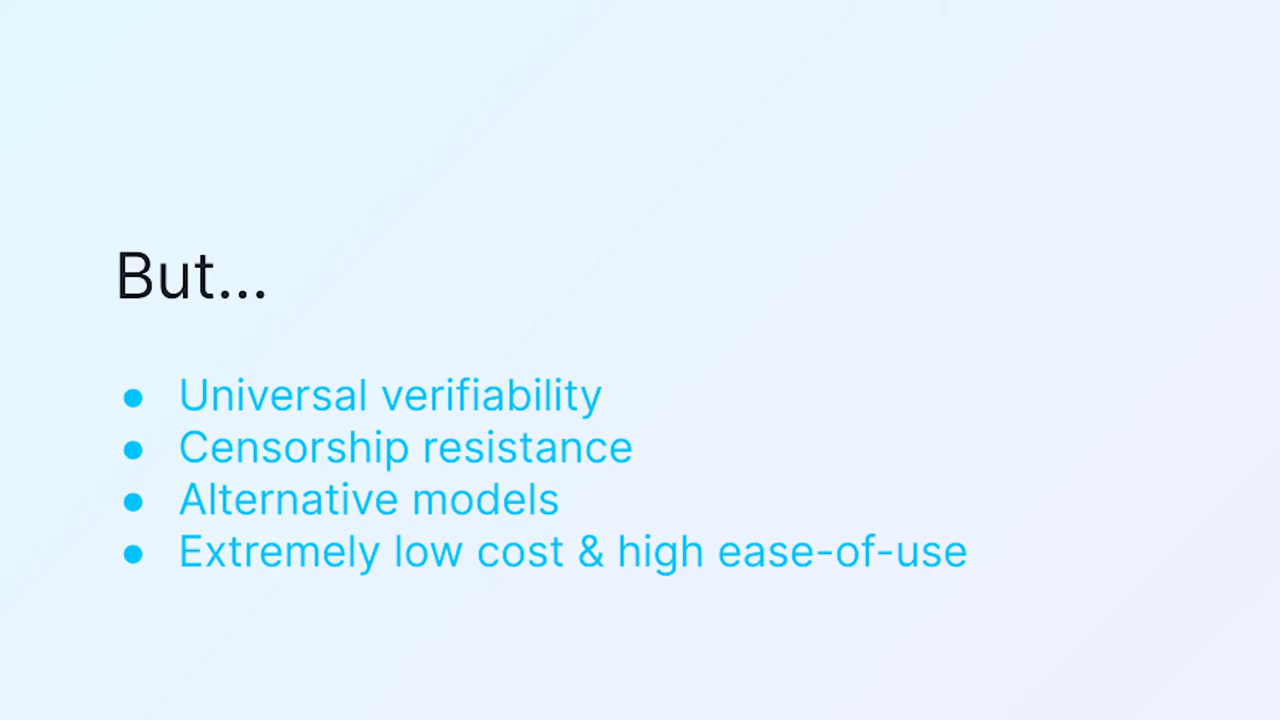 But...
● Universal verifiability
● Censorship resistance
● Alternative models
● Extremely low cost & high ease-of-use